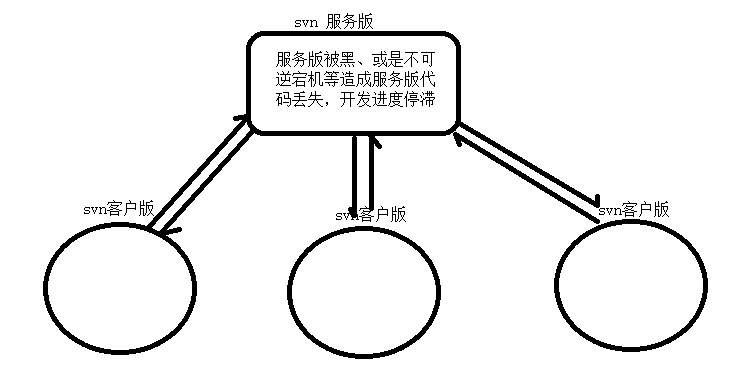 svn 服务版
服务版被黑、或是不可
逆宕机等造成服务版代
码丢失，开发进度停滞
svn客户版
svn客户版
svn客户版